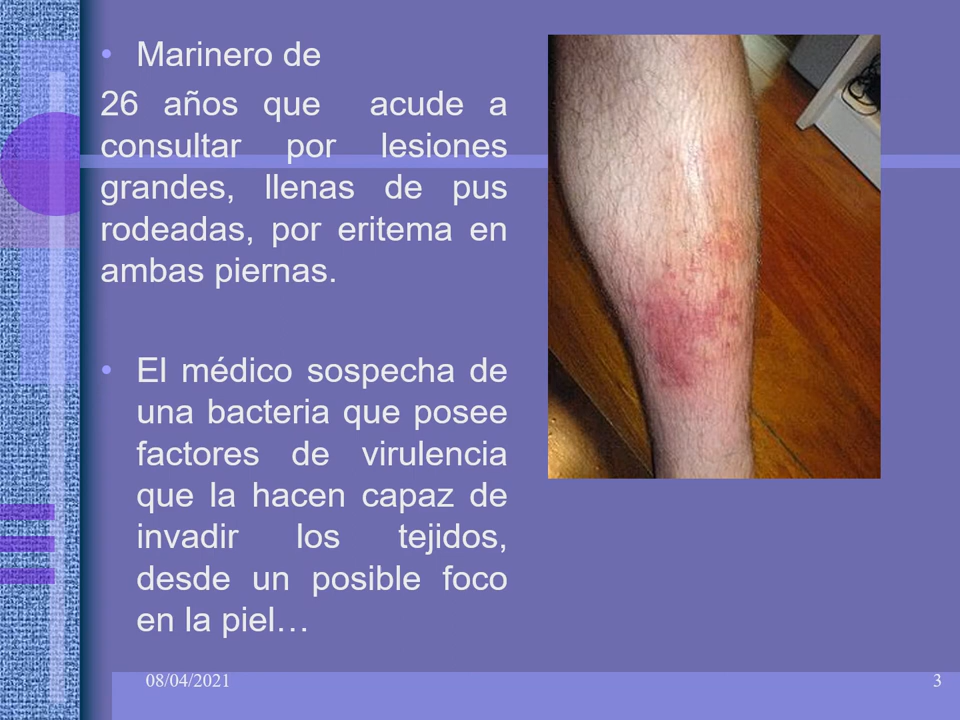 • Marinero de
26 años que acude a
consultar por lesiones
grandes, llenas de pus
rodeadas, por eritema en
ambas piernas.
• El médico sospecha de
una bacteria que posee
factores de virulencia
que la hacen capaz de
invadir los tejidos,
desde un posible foco
en la piel…
08/04/2021
3